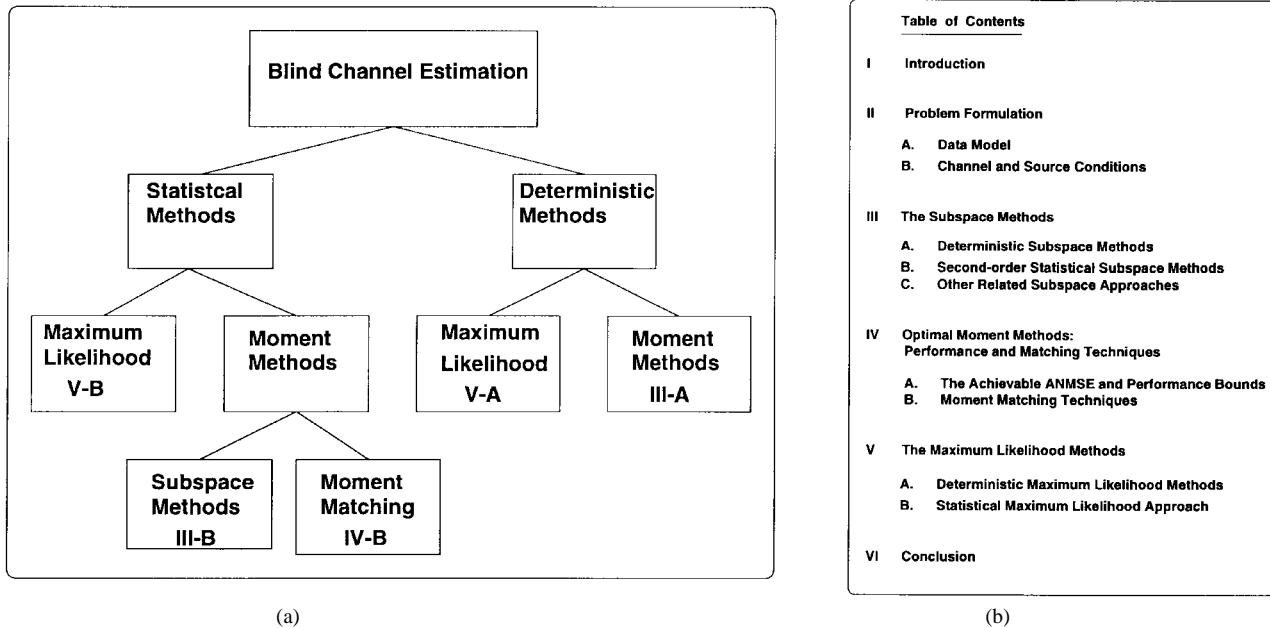 Blind Channel Estimation
Statistcal
Methods
Deterministic
Methods
Maximum
Likelihood
V-B
Moment
Methods
Maximum
Likelihood
V-A
Moment
Methods
III-A
Subspace
Methods
III-B
Moment
Matching
IV-B
(a)
Table of Contents
I Introduction
II Problem Formulation
A. Data Model
B. Channel and Source Conditions
III The Subspace Methods
A. Deterministic Subspace Methods
B. Second-order Statistical Subspace Methods
C. Other Related Subspace Approaches
IV Optimal Moment Methods:
Performance and Matching Techniques
A. The Achievable ANMSE and Performance Bounds
B. Moment Matching Techniques
V The Maximum Likelihood Methods
A. Deterministic Maximum Likelihood Methods
B. Statistical Maximum Likelihood Approach
VI Conclusion
(b)